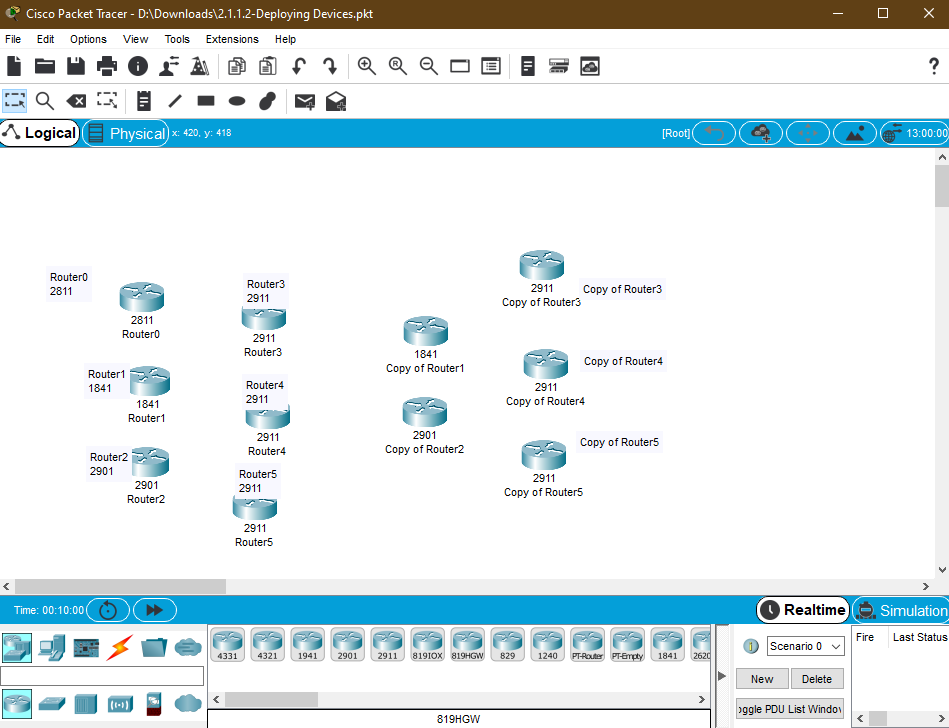 Cisco Packet Tracer - D:\Downloads\2.1.1.2-Deploying Devices.pkt
File Edit Options View Tools Extensions Help
?
Logical Physical x: 420, y: 418 [Root] 13:00:00
Router0
2811
2811
Router0
Router1
1841
1841
Router1
Router2
2901
2901
Router2
Router3
2911
2911
Router3
Router4
2911
2911
Router4
Router5
2911
2911
Router5
1841
Copy of Router1
2901
Copy of Router2
2911
Copy of Router3
Copy of Router3
2911
Copy of Router4
Copy of Router4
2911
Copy of Router5
Copy of Router5
Time: 00:10:00 Realtime Simulation
4331 4321 1941 2901 2911 819IOX 819HGW 829 1240 PT-Router PT-Empty 1841 2620
819HGW
Scenario 0
New Delete
oggle PDU List Window
Fire Last Status